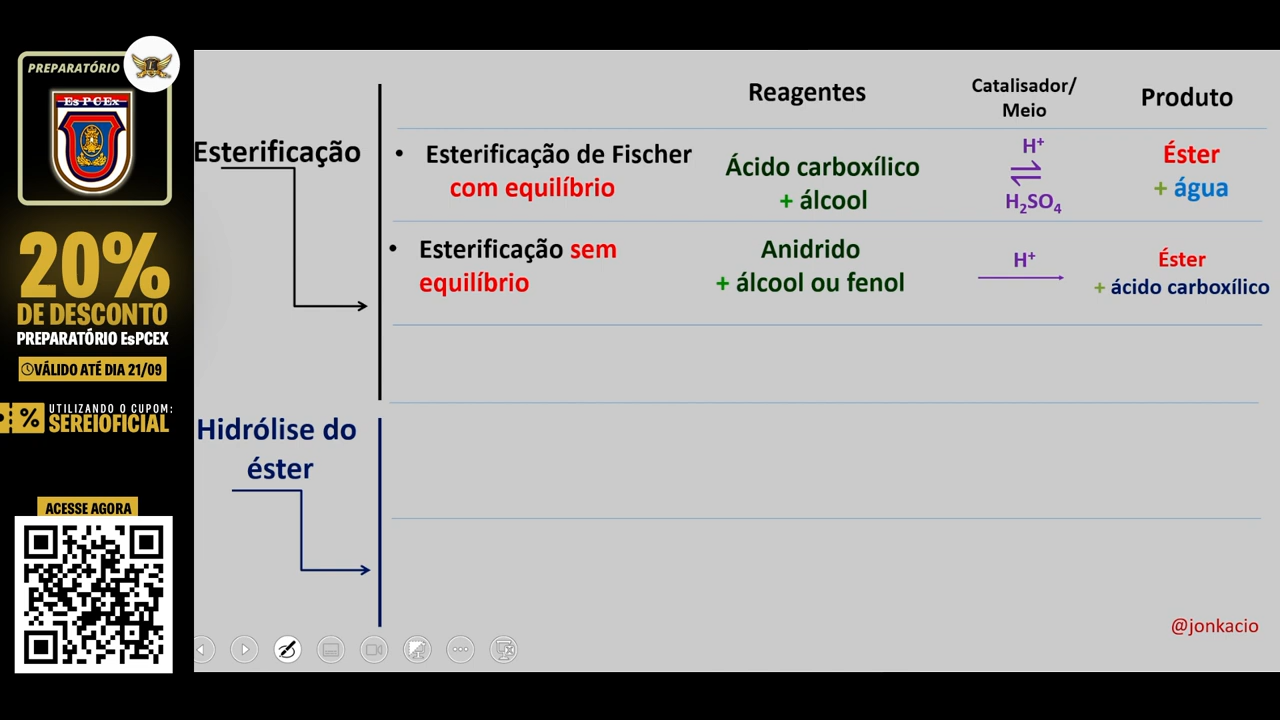 PREPARATÓRIO
EsPCEx
20%
DE DESCONTO
PREPARATÓRIO EsPCEX
VÁLIDO ATÉ DIA 21/09
%
UTILIZANDO O CUPOM:
SEREIOFICIAL
ACESSE AGORA
Reagentes
Catalisador/
Meio
Produto
Esterificação
• Esterificação de Fischer
com equilíbrio
Ácido carboxílico
+ álcool
H⁺
⇌
H₂SO₄
Éster
+ água
• Esterificação sem
equilíbrio
Anidrido
+ álcool ou fenol
H⁺
Éster
+ ácido carboxílico
Hidrólise do
éster
@jonkacio